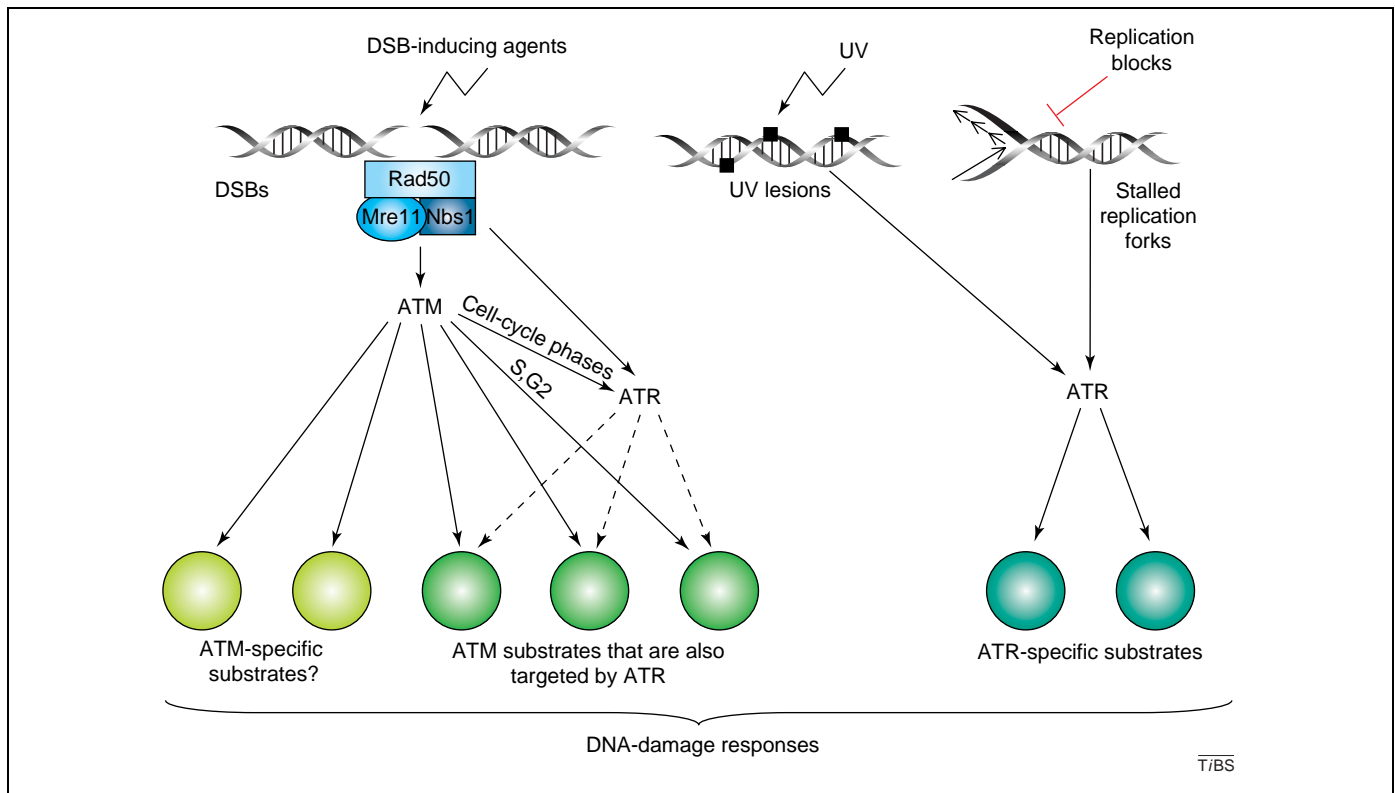 DSB-inducing agents
UV
Replication
blocks
DSBs
Rad50
Mre11
Nbs1
UV lesions
Stalled
replication
forks
ATM
Cell-cycle phases
S,G2
ATR
ATR
ATM-specific
substrates?
ATM substrates that are also
targeted by ATR
ATR-specific substrates
DNA-damage responses
TiBS